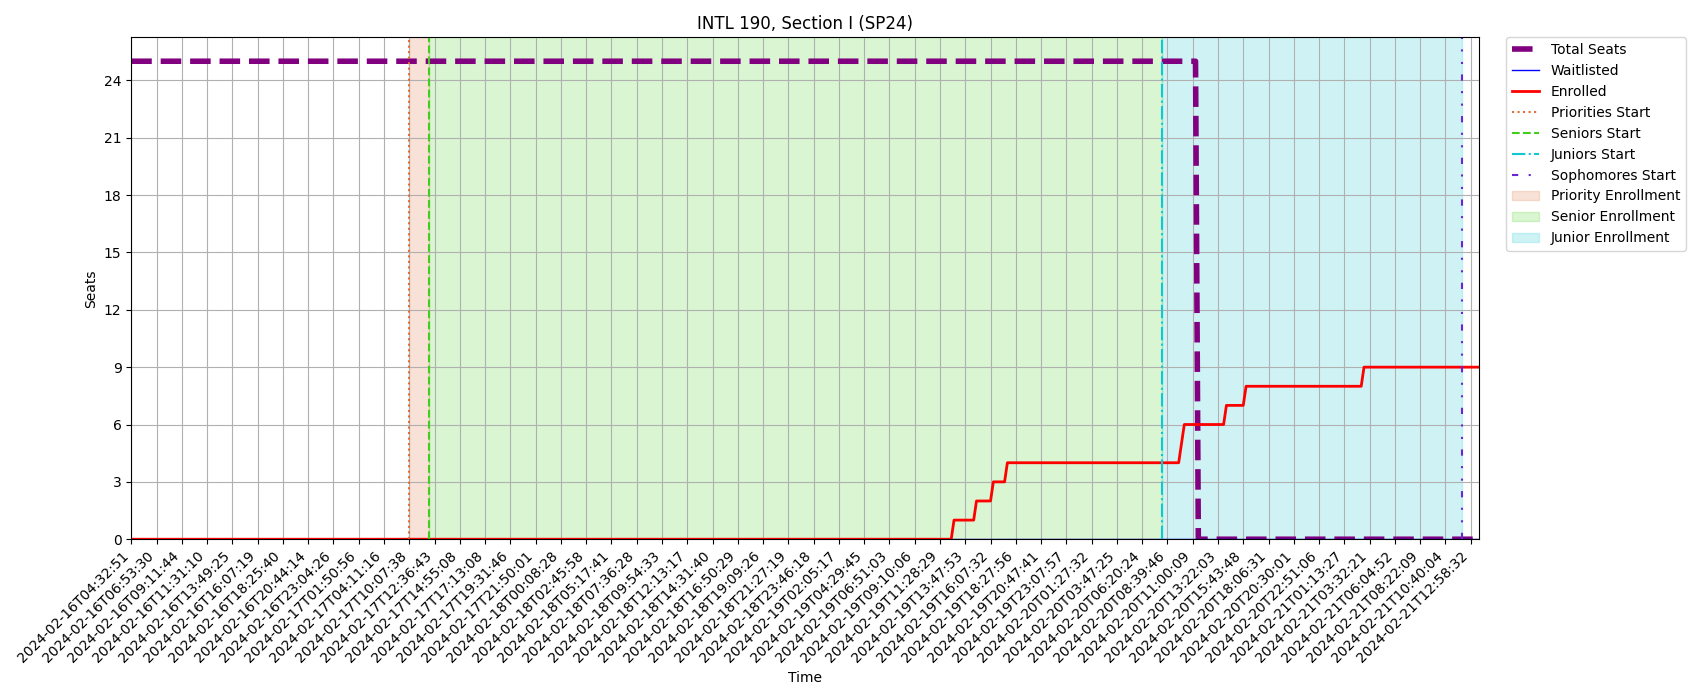 INTL 190, Section I (SP24)
Seats
24
21
18
15
12
9
6
3
0
2024-02-16T04:32:51
2024-02-16T06:53:30
2024-02-16T09:11:44
2024-02-16T11:31:10
2024-02-16T13:49:25
2024-02-16T16:07:19
2024-02-16T18:25:40
2024-02-16T20:44:14
2024-02-16T23:04:26
2024-02-17T01:50:56
2024-02-17T04:11:16
2024-02-17T10:07:38
2024-02-17T12:36:43
2024-02-17T14:55:08
2024-02-17T17:13:08
2024-02-17T19:31:46
2024-02-17T21:50:01
2024-02-18T00:08:28
2024-02-18T02:45:58
2024-02-18T05:17:41
2024-02-18T07:36:28
2024-02-18T09:54:33
2024-02-18T12:13:17
2024-02-18T14:31:40
2024-02-18T16:50:29
2024-02-18T19:09:26
2024-02-18T21:27:19
2024-02-18T23:46:18
2024-02-19T02:05:17
2024-02-19T04:29:45
2024-02-19T06:51:03
2024-02-19T09:10:06
2024-02-19T11:28:29
2024-02-19T13:47:53
2024-02-19T16:07:32
2024-02-19T18:27:56
2024-02-19T20:47:41
2024-02-19T23:07:57
2024-02-20T01:27:32
2024-02-20T03:47:25
2024-02-20T06:20:24
2024-02-20T08:39:46
2024-02-20T11:00:09
2024-02-20T13:22:03
2024-02-20T15:43:48
2024-02-20T18:06:31
2024-02-20T20:30:01
2024-02-20T22:51:06
2024-02-21T01:13:27
2024-02-21T03:32:21
2024-02-21T06:04:52
2024-02-21T08:22:09
2024-02-21T10:40:04
2024-02-21T12:58:32
Time
Total Seats
Waitlisted
Enrolled
Priorities Start
Seniors Start
Juniors Start
Sophomores Start
Priority Enrollment
Senior Enrollment
Junior Enrollment